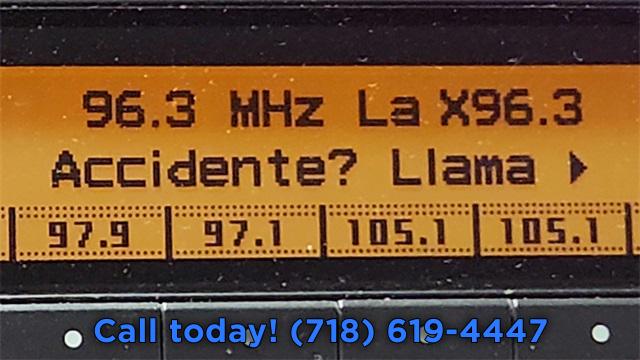 96.3 MHz La X96.3
Accidente? Llama ▶
97.9 97.1 105.1 105.1
Call today! (718) 619-4447